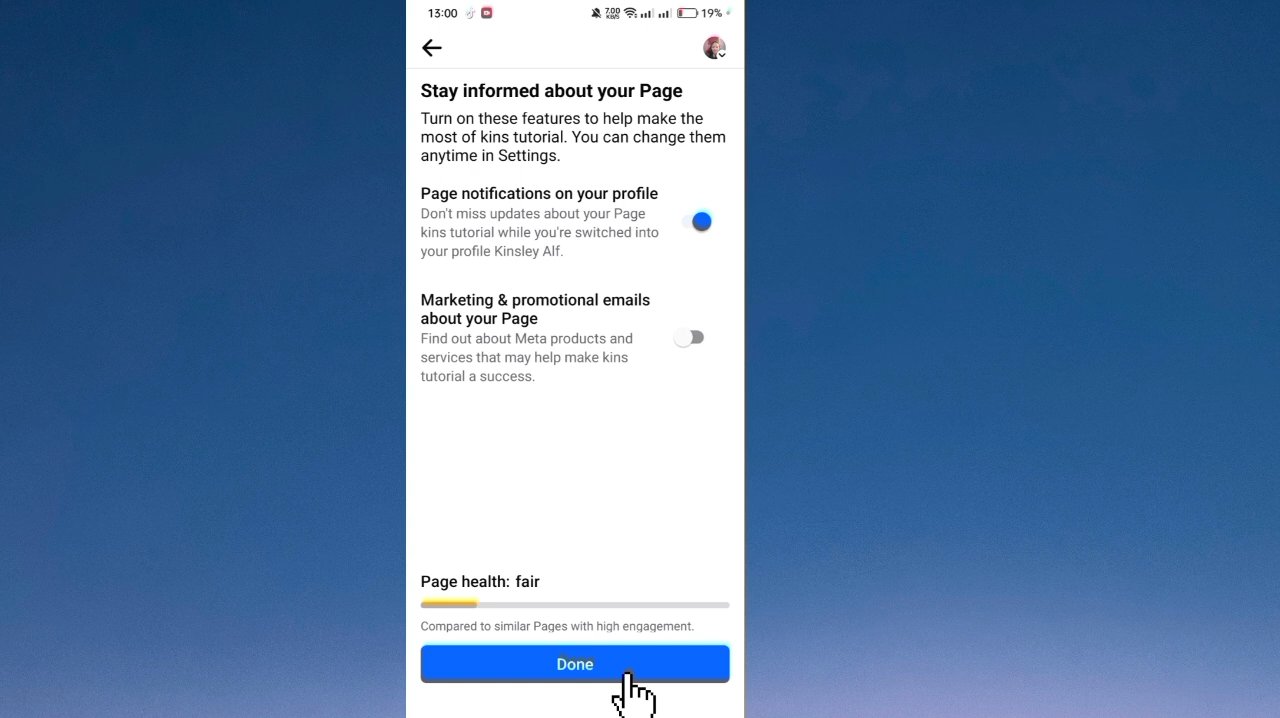 13:00 7.00 KB/S 19%
Stay informed about your Page
Turn on these features to help make the
most of kins tutorial. You can change them
anytime in Settings.
Page notifications on your profile
Don't miss updates about your Page
kins tutorial while you're switched into
your profile Kinsley Alf.
Marketing & promotional emails
about your Page
Find out about Meta products and
services that may help make kins
tutorial a success.
Page health: fair
Compared to similar Pages with high engagement.
Done